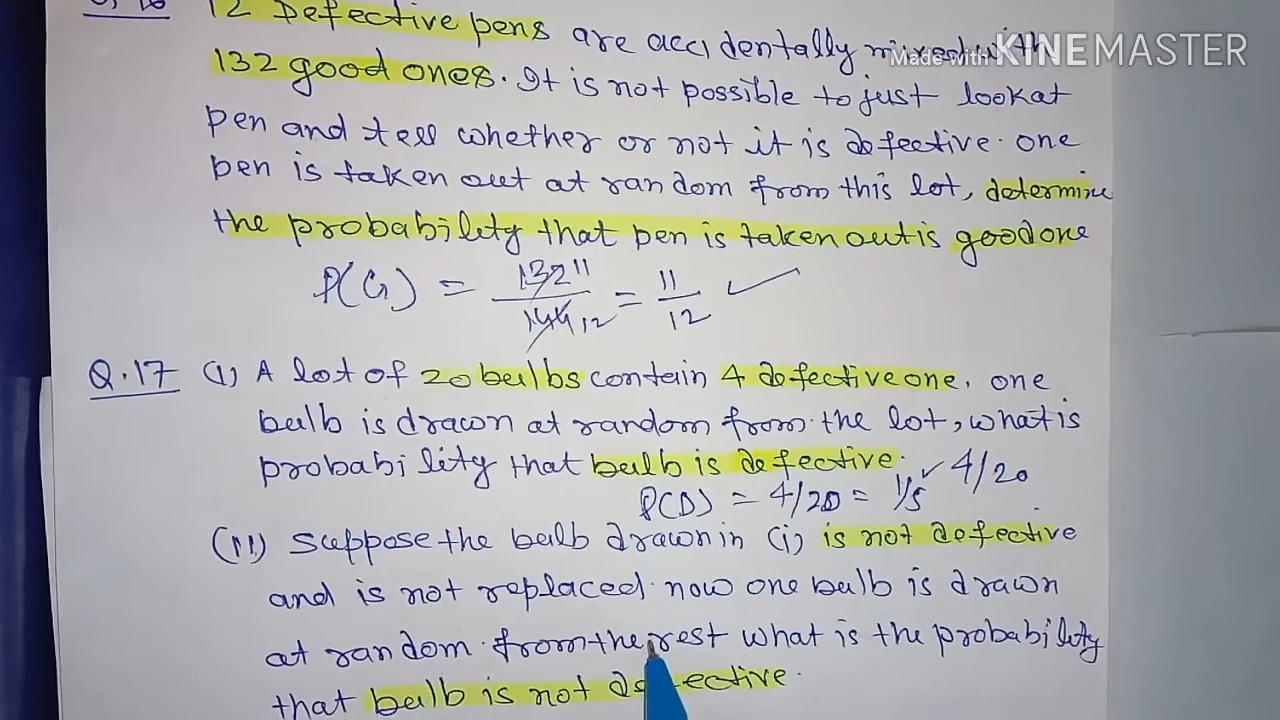 12 Defective pens are accidentally mixed with
Made with KINEMASTER
132 good ones. It is not possible to just look at
pen and tell whether or not it is defective. one
pen is taken out at random from this lot, determine
the probability that pen is taken out is good one
P(G) = 132 11 / 144 12 = 11/12 ✓
Q.17 (I) A lot of 20 bulbs contain 4 defective one. one
bulb is drawn at random from the lot, what is
probability that bulb is defective. ✓ 4/20
P(D) = 4/20 = 1/5
(II) Suppose the bulb drawn in (i) is not defective
and is not replaced. now one bulb is drawn
at random. from the rest what is the probability
that bulb is not defective.